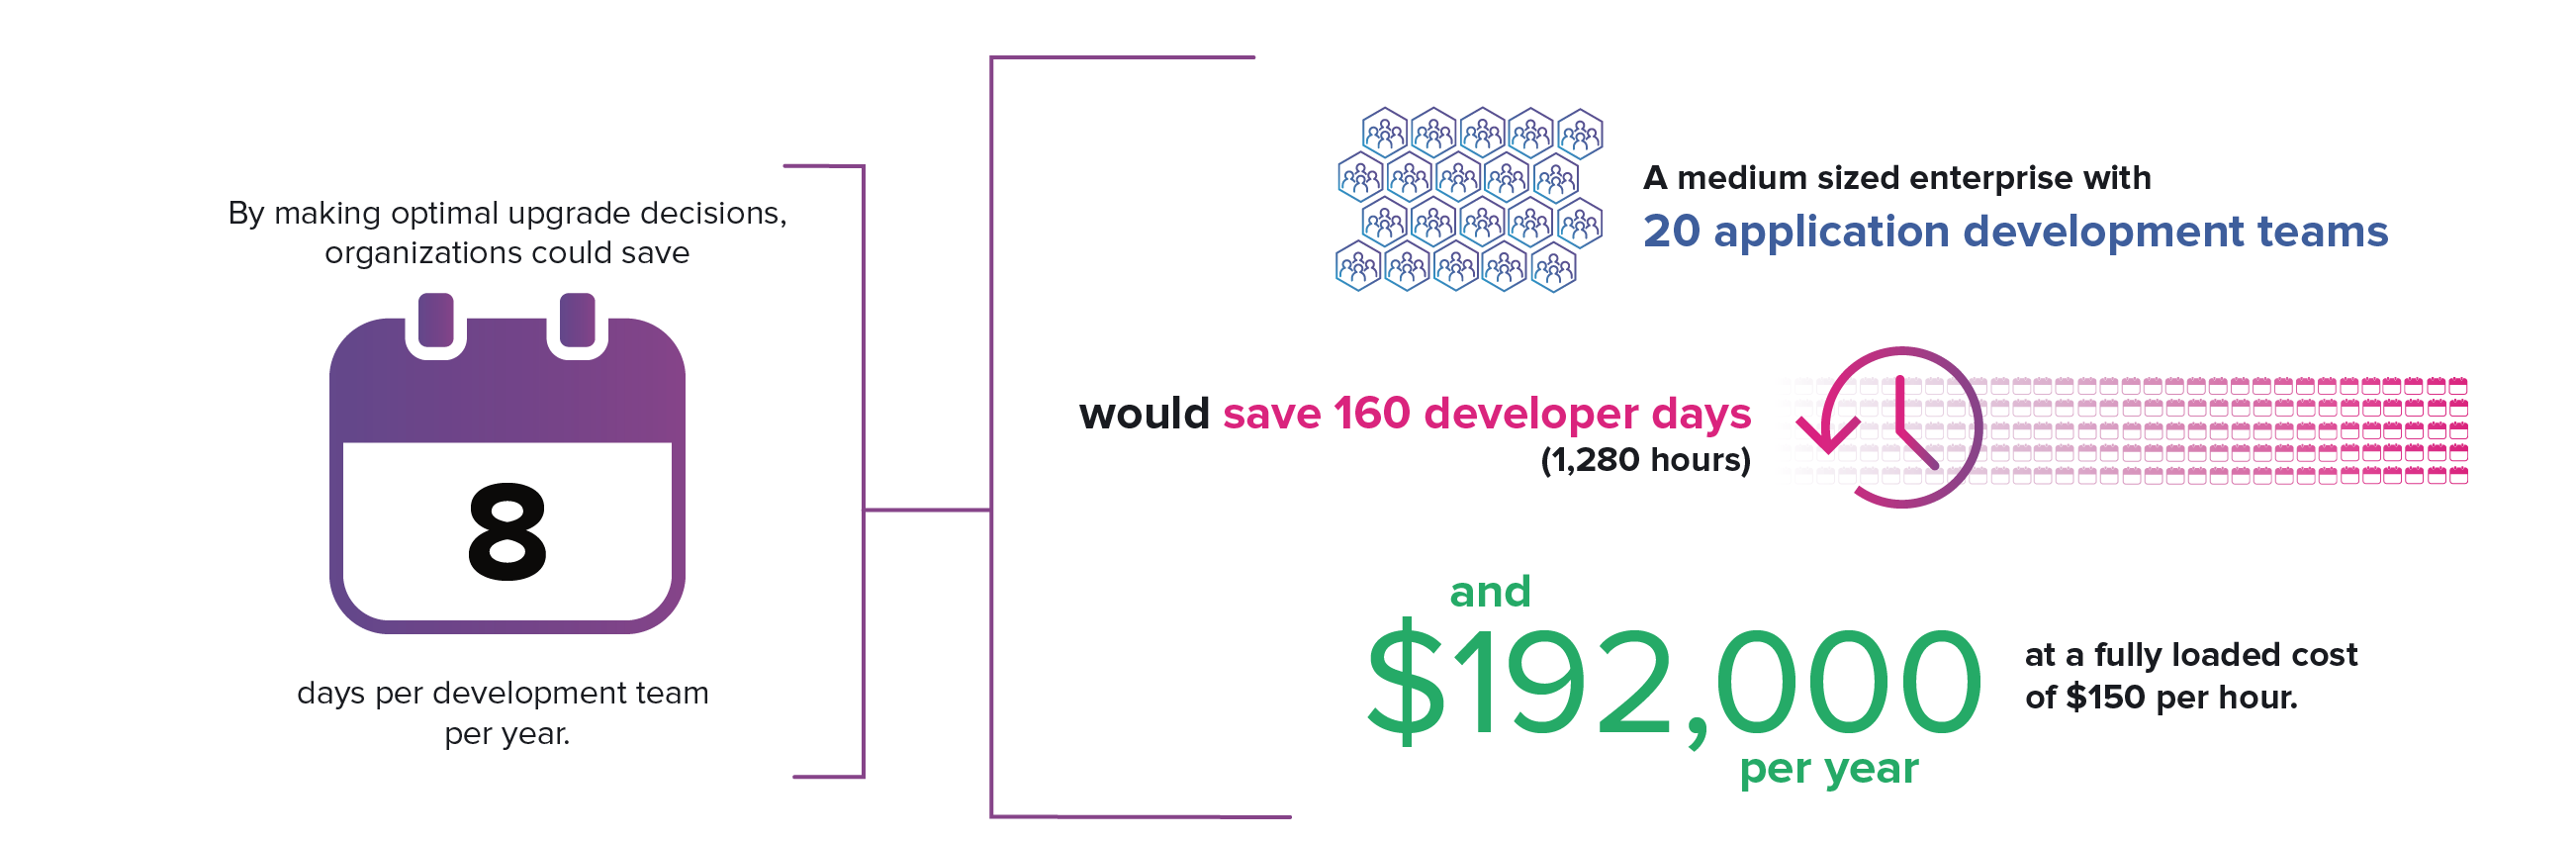 By making optimal upgrade decisions,
organizations could save
8
days per development team
per year.
A medium sized enterprise with
20 application development teams
would save 160 developer days
(1,280 hours)
and
$192,000
per year
at a fully loaded cost
of $150 per hour.